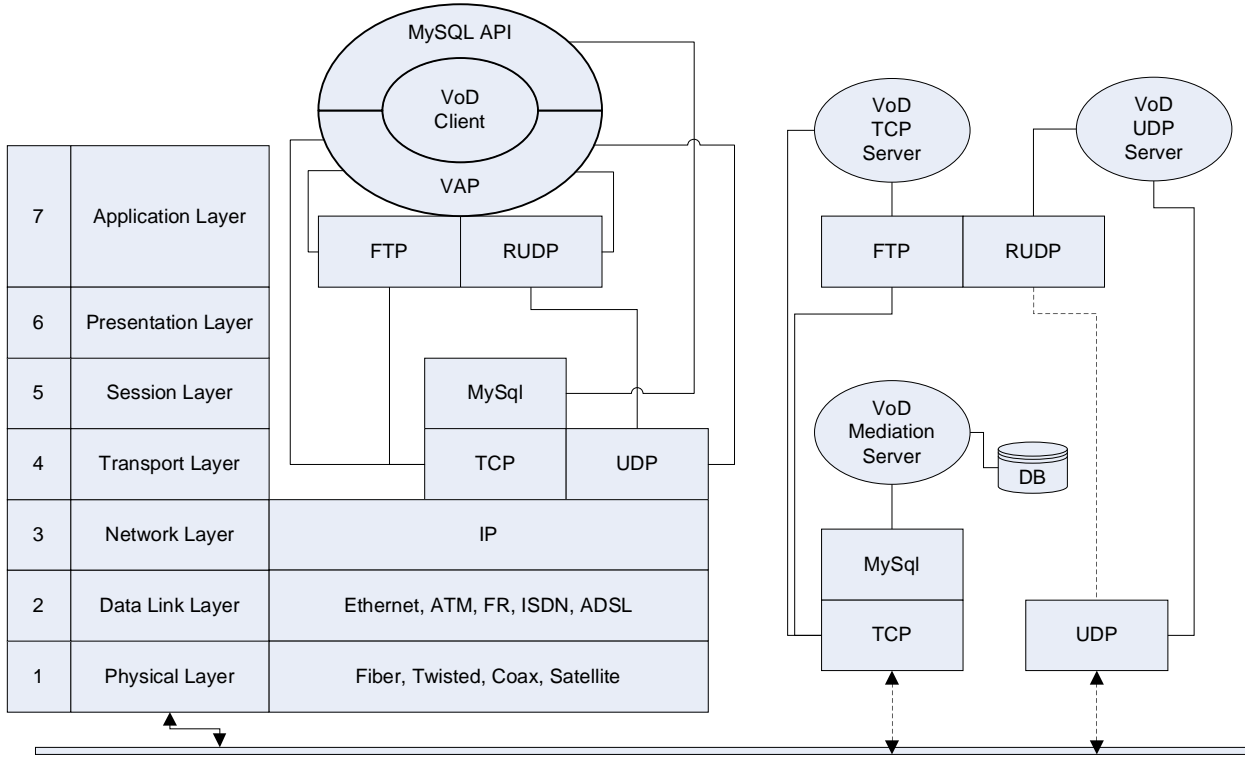 MySQL API
VoD
Client
VAP
FTP
RUDP
7
Application Layer
6
Presentation Layer
5
Session Layer
MySql
4
Transport Layer
TCP
UDP
3
Network Layer
IP
2
Data Link Layer
Ethernet, ATM, FR, ISDN, ADSL
1
Physical Layer
Fiber, Twisted, Coax, Satellite
VoD
TCP
Server
VoD
UDP
Server
FTP
RUDP
VoD
Mediation
Server
DB
MySql
TCP
UDP